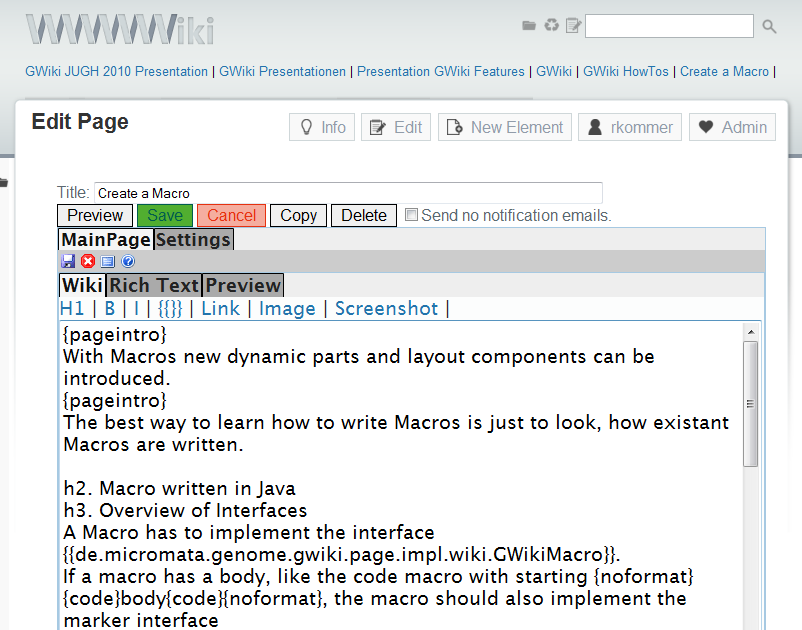 WWWWiki
GWiki JUGH 2010 Presentation | GWiki Presentationen | Presentation GWiki Features | GWiki | GWiki HowTos | Create a Macro |
Edit Page
Info Edit New Element rkommer Admin
Title: Create a Macro
Preview Save Cancel Copy Delete Send no notification emails.
MainPage Settings
Wiki Rich Text Preview
H1 | B | I | {{}} | Link | Image | Screenshot |
{pageintro}
With Macros new dynamic parts and layout components can be
introduced.
{pageintro}
The best way to learn how to write Macros is just to look, how existant
Macros are written.
h2. Macro written in Java
h3. Overview of Interfaces
A Macro has to implement the interface
{{de.micromata.genome.gwiki.page.impl.wiki.GWikiMacro}}.
If a macro has a body, like the code macro with starting {noformat}
{code}body{code}{noformat}, the macro should also implement the
marker interface